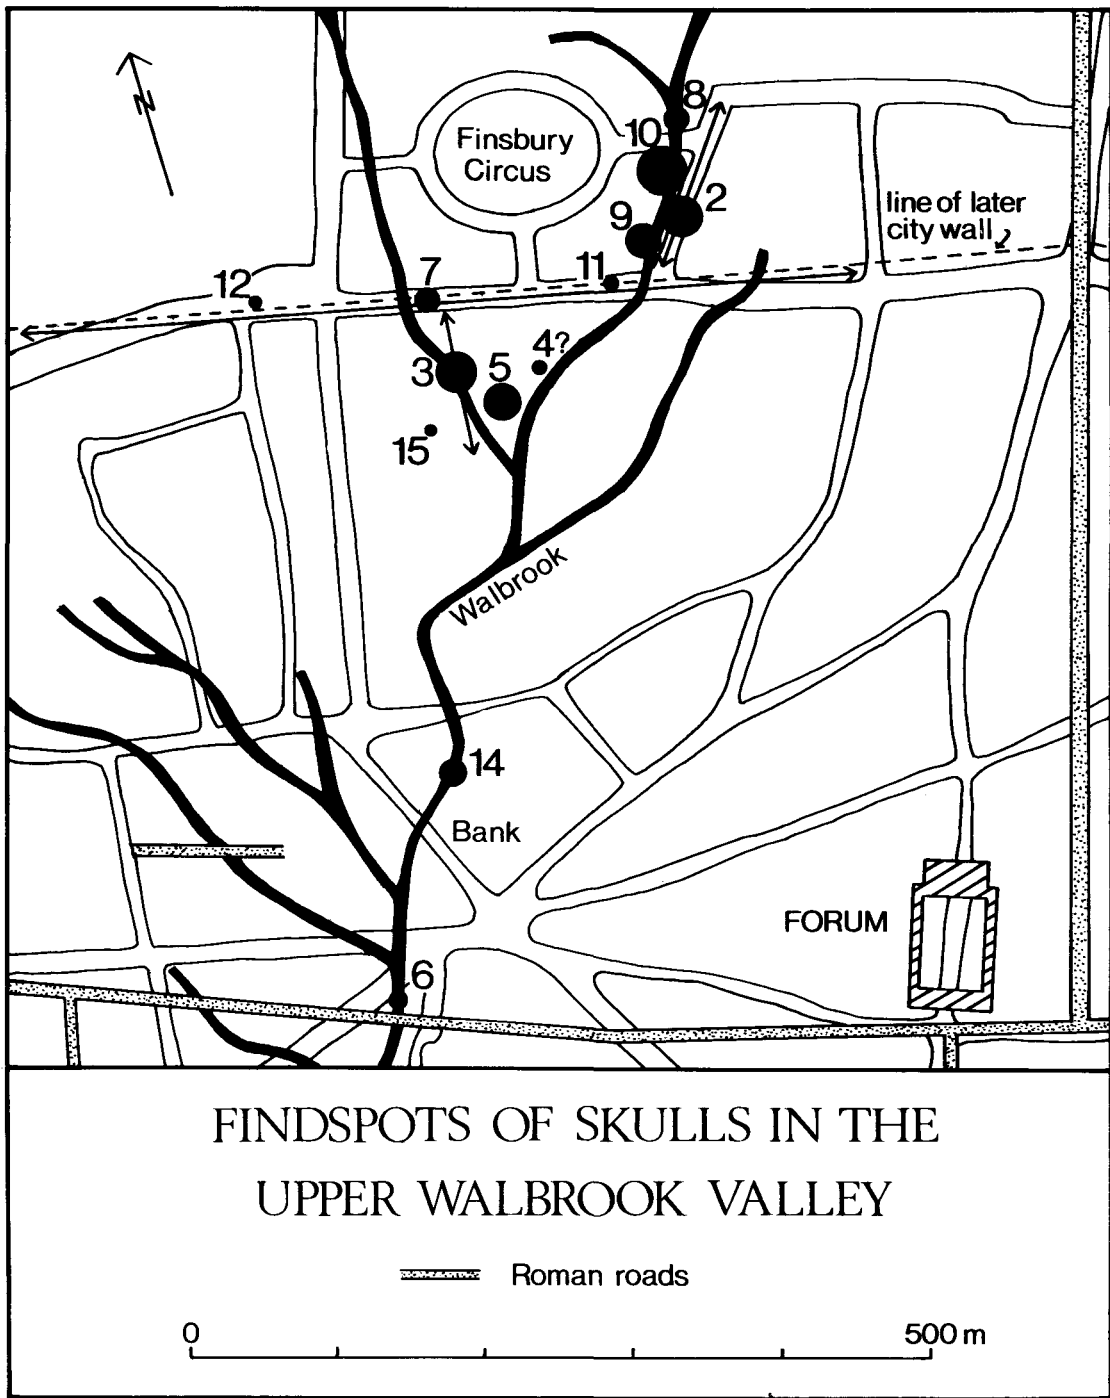 N
8
10
Finsbury
Circus
2
line of later
city wall
9
11
7
12
4?
5
3
15
Walbrook
14
Bank
FORUM
6
FINDSPOTS OF SKULLS IN THE
UPPER WALBROOK VALLEY
Roman roads
0 500 m